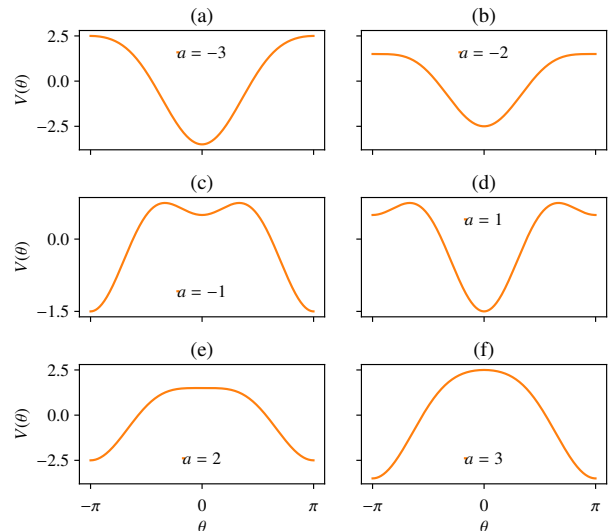 (a)
(b)
2.5
0.0
−2.5
V(θ)
a = −3
a = −2
(c)
(d)
0.0
−1.5
V(θ)
a = −1
a = 1
(e)
(f)
2.5
0.0
−2.5
V(θ)
a = 2
a = 3
−π 0 π
−π 0 π
θ
θ